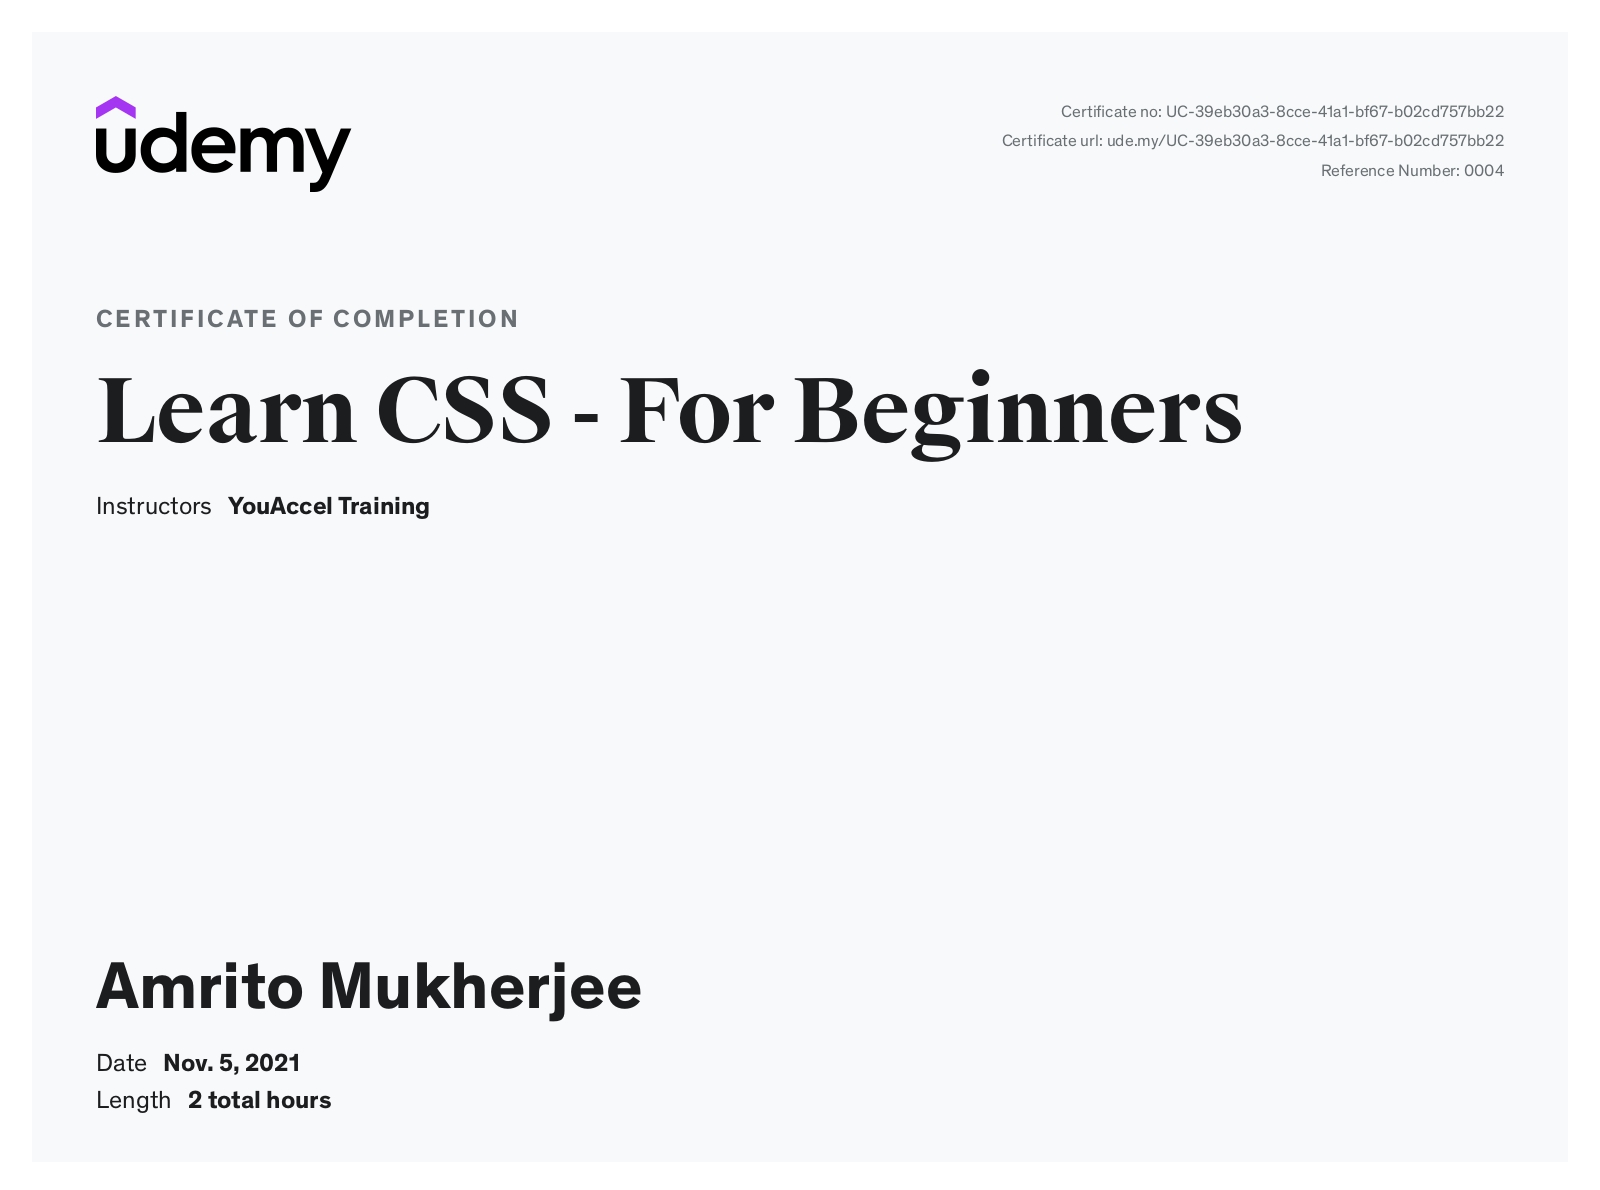 udemy
Certificate no: UC-39eb30a3-8cce-41a1-bf67-b02cd757bb22
Certificate url: ude.my/UC-39eb30a3-8cce-41a1-bf67-b02cd757bb22
Reference Number: 0004
CERTIFICATE OF COMPLETION
Learn CSS - For Beginners
Instructors YouAccel Training
Amrito Mukherjee
Date Nov. 5, 2021
Length 2 total hours